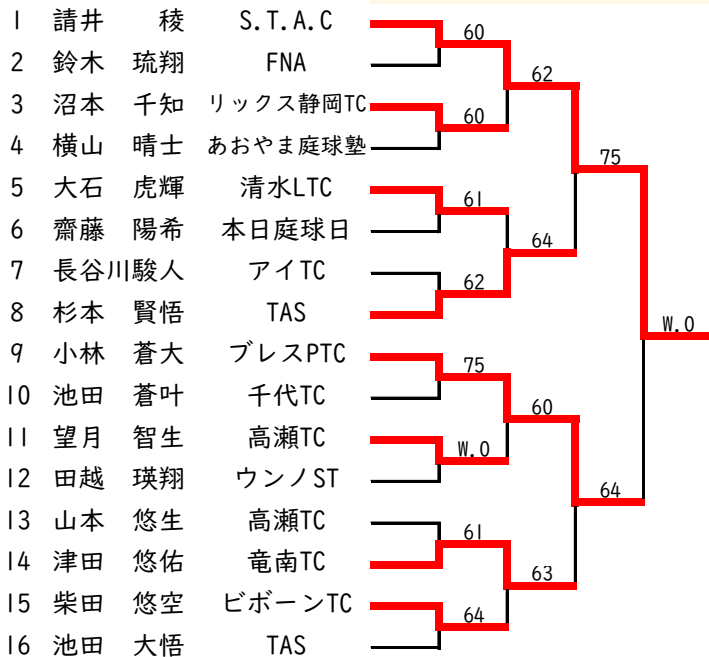 1 請井 稜 S.T.A.C
60
2 鈴木 琉翔 FNA
62
3 沼本 千知 リックス静岡TC
60
4 横山 晴士 あおやま庭球塾
75
5 大石 虎輝 清水LTC
61
6 齋藤 陽希 本日庭球日
64
7 長谷川駿人 アイTC
62
8 杉本 賢悟 TAS
W.O
9 小林 蒼大 ブレスPTC
75
10 池田 蒼叶 千代TC
60
11 望月 智生 高瀬TC
W.O
12 田越 瑛翔 ウンノST
64
13 山本 悠生 高瀬TC
61
14 津田 悠佑 竜南TC
63
15 柴田 悠空 ビボーンTC
64
16 池田 大悟 TAS